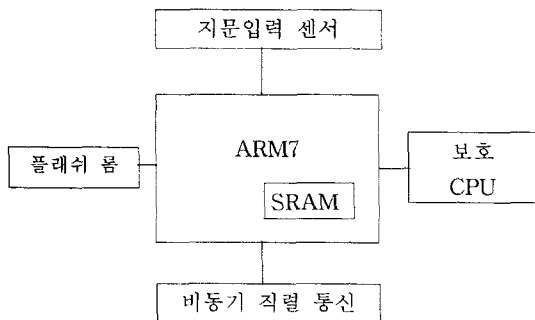 지문입력 센서
ARM7
플래쉬 롬
보호
CPU
SRAM
비동기 직렬 통신